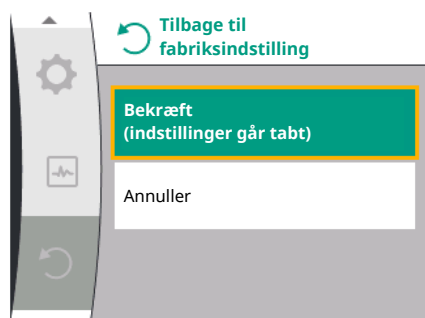 Tilbage til
fabriksindstilling
Bekræft
(indstillinger går tabt)
Annuller